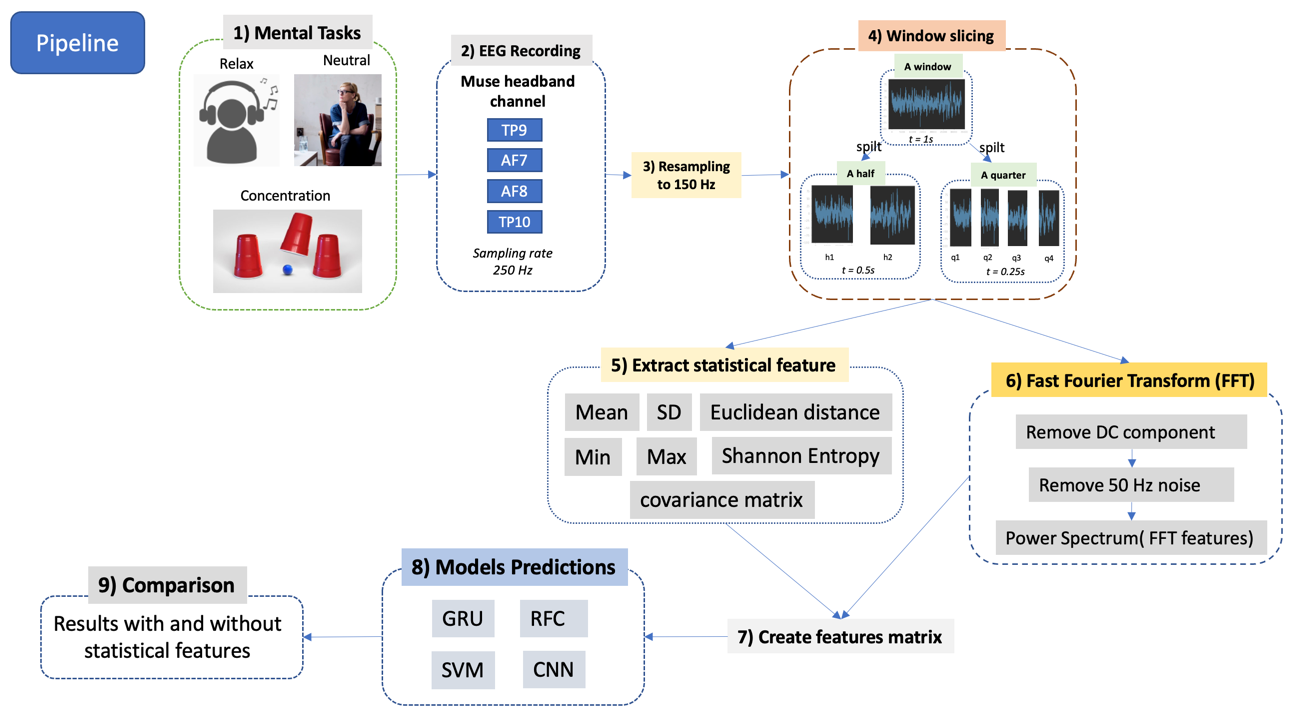 Pipeline
1) Mental Tasks
Relax
Neutral
Concentration
2) EEG Recording
Muse headband
channel
TP9
AF7
AF8
TP10
Sampling rate
250 Hz
3) Resampling
to 150 Hz
4) Window slicing
A window
t = 1s
spilt
spilt
A half
h1
h2
t = 0.5s
A quarter
q1
q2
q3
q4
t = 0.25s
5) Extract statistical feature
Mean
SD
Euclidean distance
Min
Max
Shannon Entropy
covariance matrix
6) Fast Fourier Transform (FFT)
Remove DC component
Remove 50 Hz noise
Power Spectrum( FFT features)
7) Create features matrix
8) Models Predictions
GRU
RFC
SVM
CNN
9) Comparison
Results with and without
statistical features